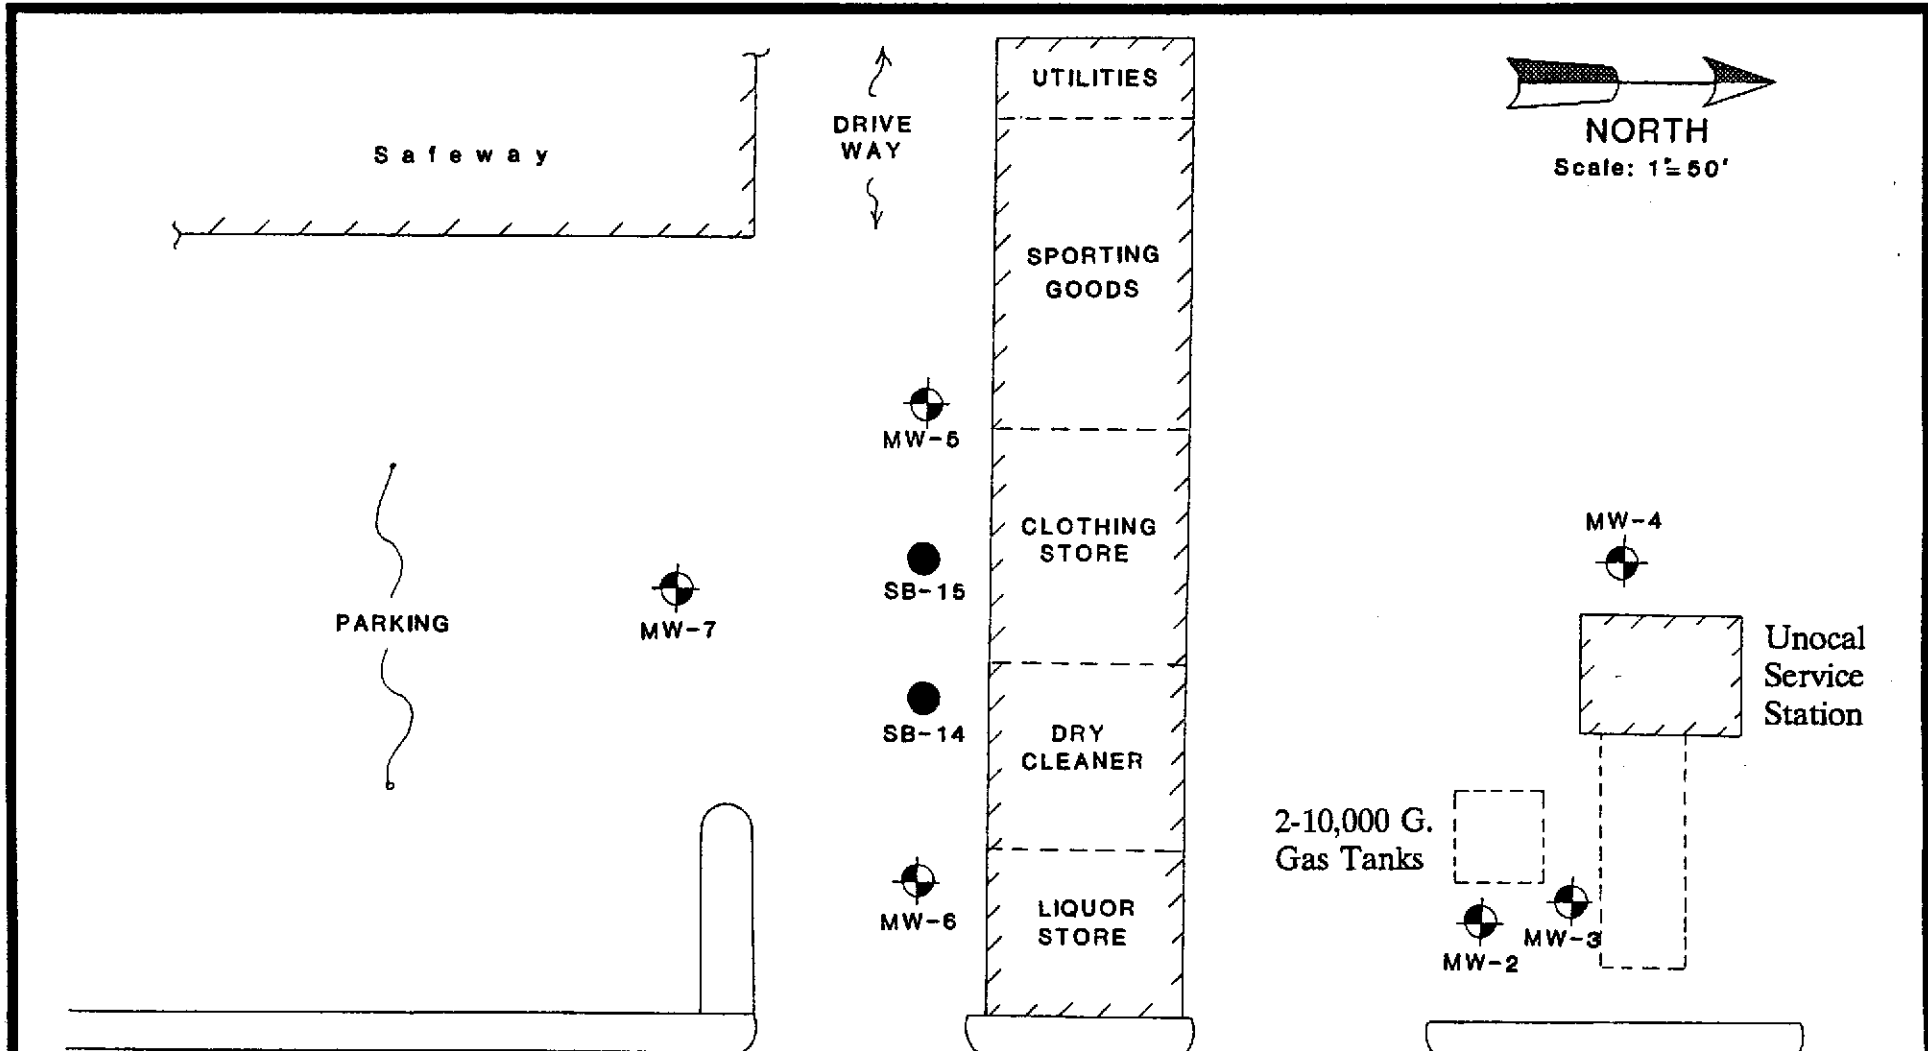 UTILITIES
DRIVE
WAY
NORTH
Scale: 1"=50'
Safeway
SPORTING
GOODS
MW-5
CLOTHING
STORE
MW-4
SB-15
MW-7
PARKING
Unocal
Service
Station
SB-14
DRY
CLEANER
2-10,000 G.
Gas Tanks
MW-6
LIQUOR
STORE
MW-3
MW-2